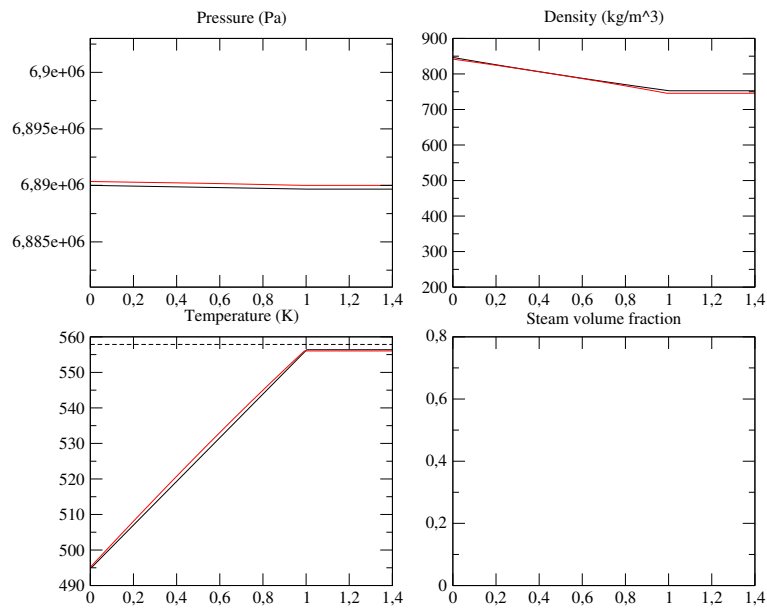 Pressure (Pa)
6,9e+06
6,895e+06
6,89e+06
6,885e+06
0 0,2 0,4 0,6 0,8 1 1,2 1,4
Density (kg/m^3)
900
800
700
600
500
400
300
200
0 0,2 0,4 0,6 0,8 1 1,2 1,4
Temperature (K)
560
550
540
530
520
510
500
490
0 0,2 0,4 0,6 0,8 1 1,2 1,4
Steam volume fraction
0,8
0,6
0,4
0,2
0
0 0,2 0,4 0,6 0,8 1 1,2 1,4